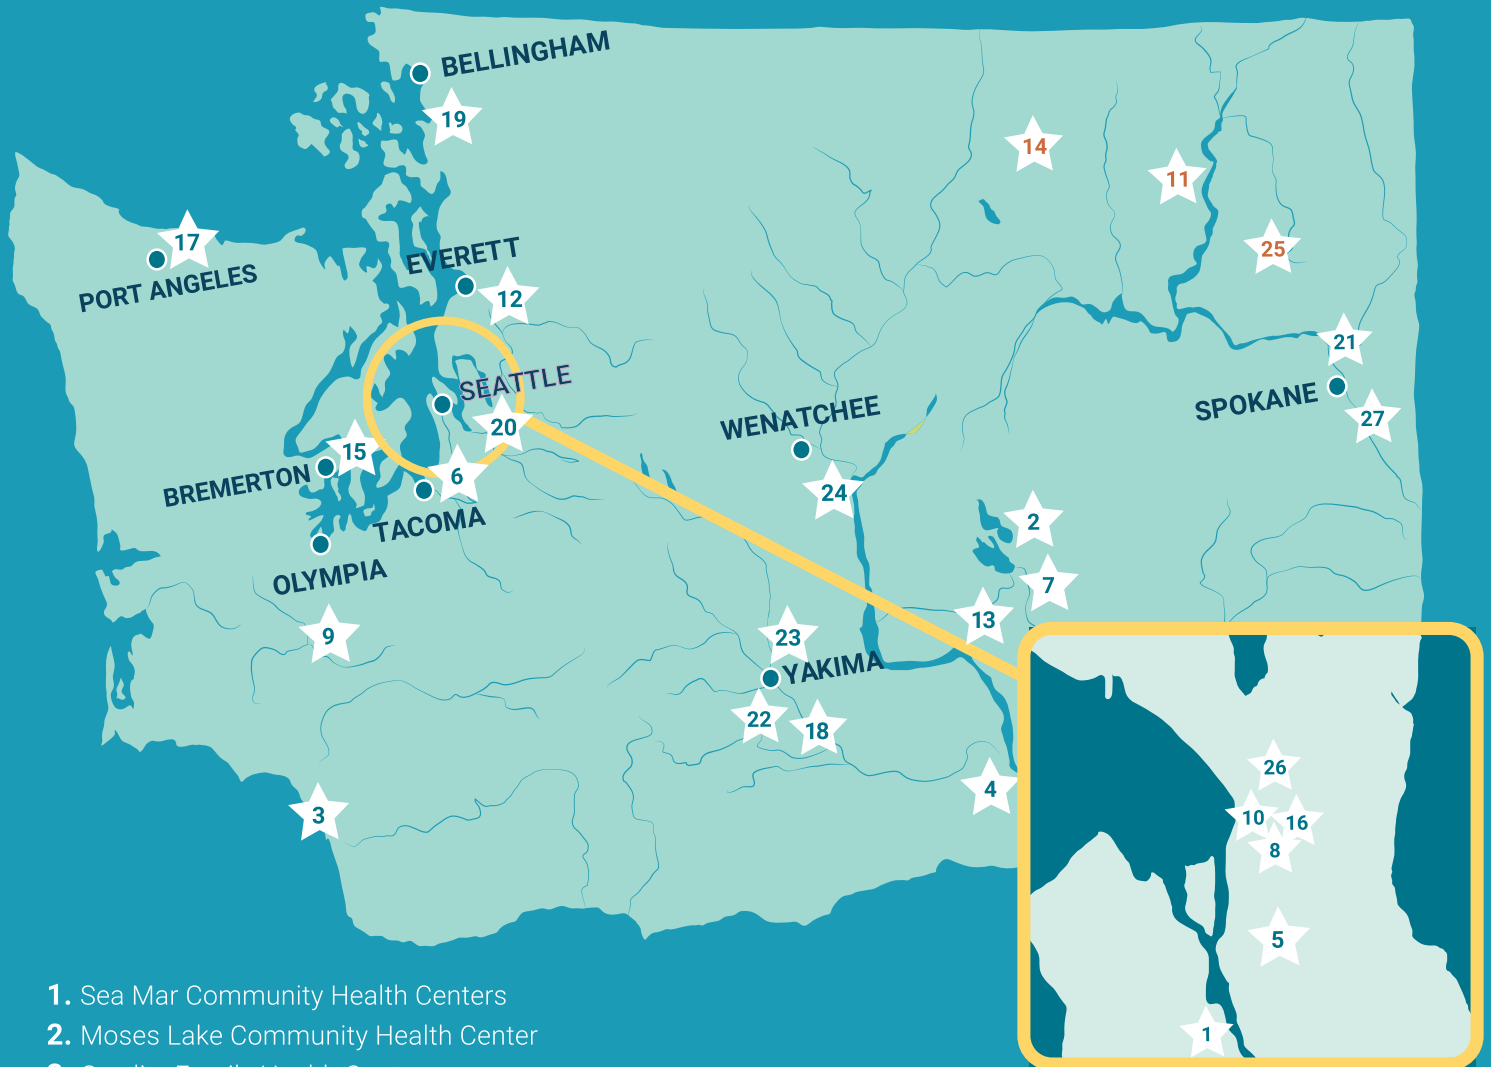 BELLINGHAM
19
14
11
17
PORT ANGELES
EVERETT
12
25
21
SEATTLE
SPOKANE
WENATCHEE
27
20
15
BREMERTON
6
24
TACOMA
2
OLYMPIA
7
13
9
23
YAKIMA
22
18
4
3
26
10
16
8
5
1
1. Sea Mar Community Health Centers
2. Moses Lake Community Health Center